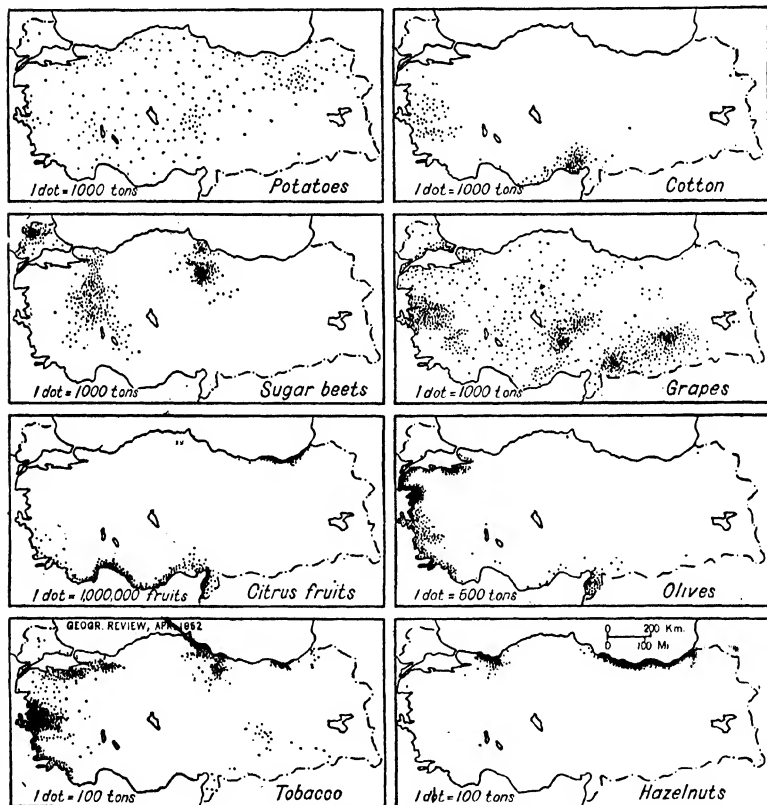 Potatoes
1 dot = 1000 tons
Cotton
1 dot = 1000 tons
Sugar beets
1 dot = 1000 tons
Grapes
1 dot = 1000 tons
Citrus fruits
1 dot = 1,000,000 fruits
Olives
1 dot = 500 tons
GEOGR. REVIEW, APR. 1952
Tobacco
1 dot = 100 tons
0 200 Km.
0 100 Mi
Hazelnuts
1 dot = 100 tons